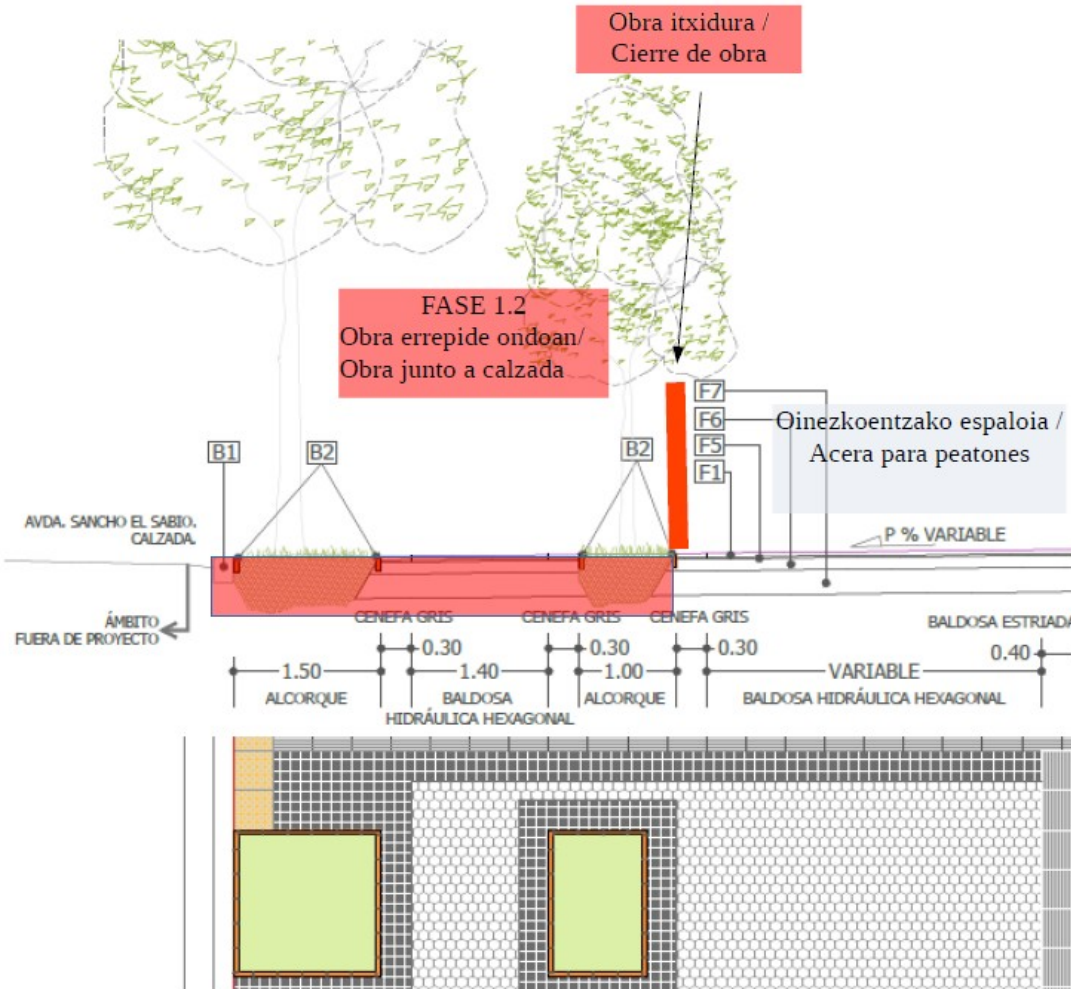 Obra itxidura /
Cierre de obra
FASE 1.2
Obra errepide ondoan/
Obra junto a calzada
F7
F6
F5
F1
Oinezkoentzako espaloia /
Acera para peatones
B1
B2
B2
AVDA. SANCHO EL SABIO.
CALZADA.
P % VARIABLE
ÁMBITO
FUERA DE PROYECTO
CENEFA GRIS
CENEFA GRIS
CENEFA GRIS
BALDOSA ESTRIADA
0.30
0.30
0.30
0.40
1.50
1.40
1.00
VARIABLE
ALCORQUE
BALDOSA
HIDRÁULICA HEXAGONAL
ALCORQUE
BALDOSA HIDRÁULICA HEXAGONAL